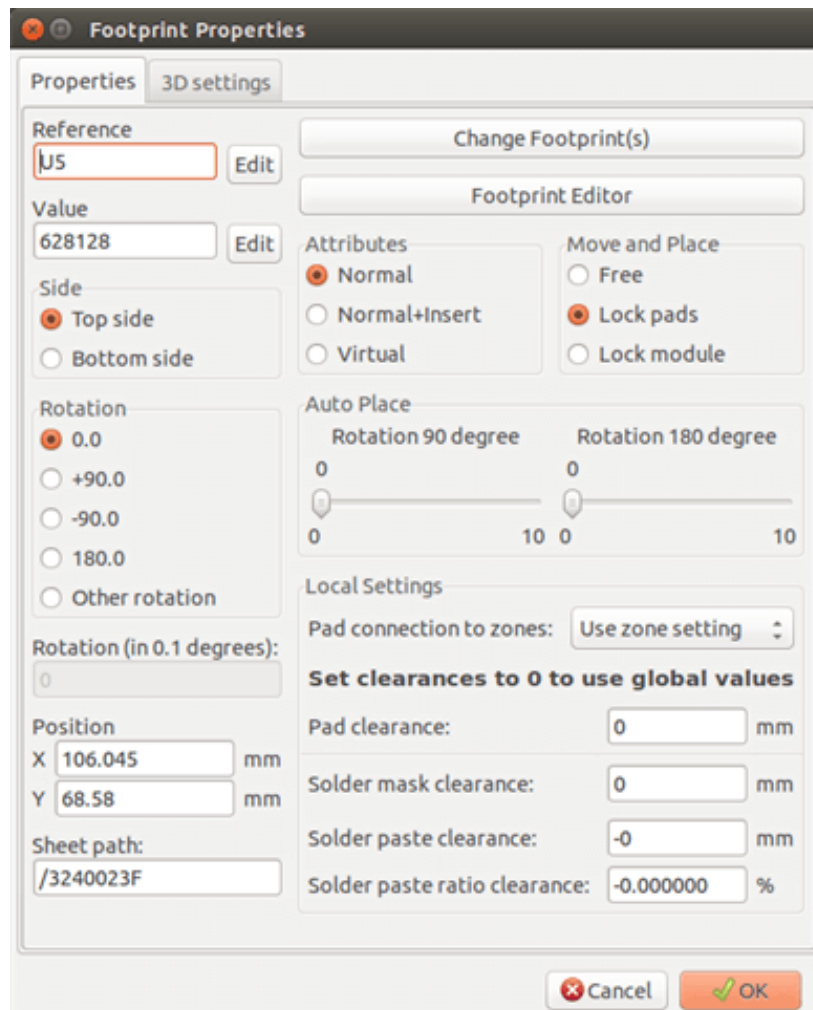 Footprint Properties
Properties
3D settings
Reference
U5
Edit
Value
628128
Edit
Side
Top side
Bottom side
Rotation
0.0
+90.0
-90.0
180.0
Other rotation
Rotation (in 0.1 degrees):
0
Position
X 106.045 mm
Y 68.58 mm
Sheet path:
/3240023F
Change Footprint(s)
Footprint Editor
Attributes
Normal
Normal+Insert
Virtual
Move and Place
Free
Lock pads
Lock module
Auto Place
Rotation 90 degree
0
0 10
Rotation 180 degree
0
0 10
Local Settings
Pad connection to zones: Use zone setting
Set clearances to 0 to use global values
Pad clearance: 0 mm
Solder mask clearance: 0 mm
Solder paste clearance: -0 mm
Solder paste ratio clearance: -0.000000 %
Cancel
OK